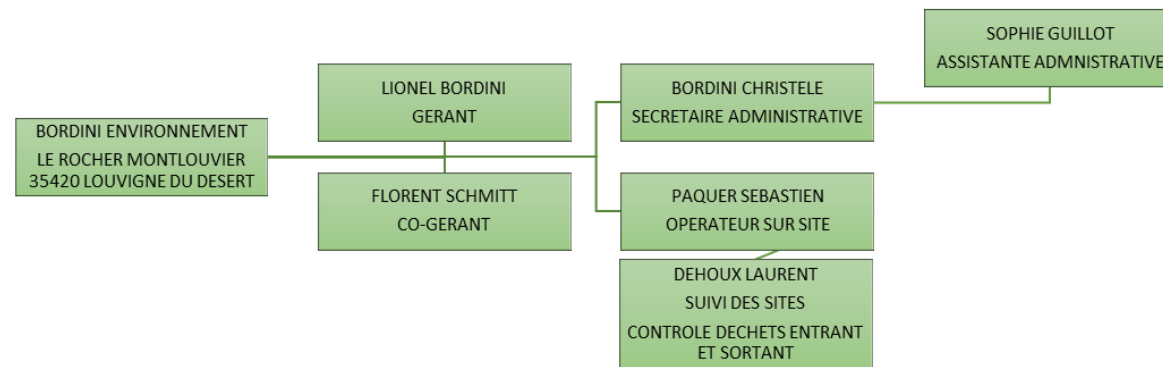 SOPHIE GUILLOT
ASSISTANTE ADMNISTRATIVE
LIONEL BORDINI
GERANT
BORDINI CHRISTELE
SECRETAIRE ADMINISTRATIVE
BORDINI ENVIRONNEMENT
LE ROCHER MONTLOUVIER
35420 LOUVIGNE DU DESERT
FLORENT SCHMITT
CO-GERANT
PAQUER SEBASTIEN
OPERATEUR SUR SITE
DEHOUX LAURENT
SUIVI DES SITES
CONTROLE DECHETS ENTRANT
ET SORTANT